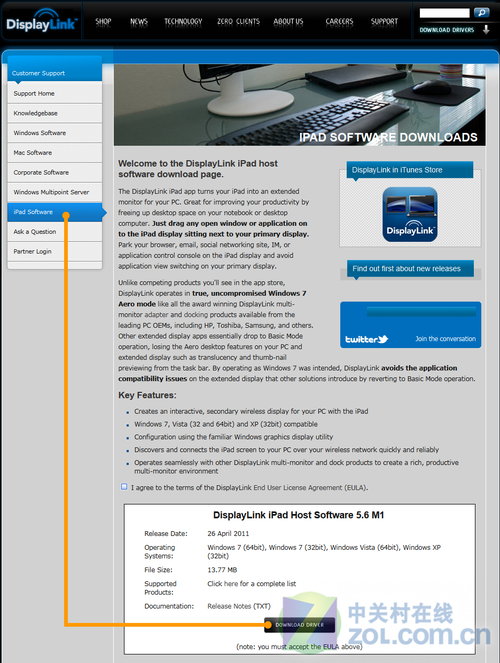 DisplayLink™
SHOP NEWS TECHNOLOGY ZERO CLIENTS ABOUT US CAREERS SUPPORT
DOWNLOAD DRIVERS
Customer Support
Support Home
Knowledgebase
Windows Software
Mac Software
Corporate Software
Windows Multipoint Server
iPad Software
Ask a Question
Partner Login
IPAD SOFTWARE DOWNLOADS
Welcome to the DisplayLink iPad host
software download page.
The DisplayLink iPad app turns your iPad into an extended
monitor for your PC. Great for improving your productivity by
freeing up desktop space on your notebook or desktop
computer. Just drag any open window or application on
to the iPad display sitting next to your primary display.
Park your browser, email, social networking site, IM, or
application control console on the iPad display and avoid
application view switching on your primary display.
Unlike competing products you'll see in the app store,
DisplayLink operates in true, uncompromised Windows 7
Aero mode like all the award winning DisplayLink multi-
monitor adapter and docking products available from the
leading PC OEMs, including HP, Toshiba, Samsung, and others.
Other extended display apps essentially drop to Basic Mode
operation, losing the Aero desktop features on your PC and
extended display such as translucency and thumb-nail
previewing from the task bar. By operating as Windows 7 was intended, DisplayLink avoids the application
compatibility issues on the extended display that other solutions introduce by reverting to Basic Mode operation.
DisplayLink in iTunes Store
DisplayLink™
Find out first about new releases
twitter
Join the conversation
Key Features:
Creates an interactive, secondary wireless display for your PC with the iPad
Windows 7, Vista (32 and 64bit) and XP (32bit) compatible
Configuration using the familiar Windows graphics display utility
Discovers and connects the iPad screen to your PC over your wireless network quickly and reliably
Operates seamlessly with other DisplayLink multi-monitor and dock products to create a rich, productive
multi-monitor environment
I agree to the terms of the DisplayLink End User License Agreement (EULA).
DisplayLink iPad Host Software 5.6 M1
Release Date: 26 April 2011
Operating Systems: Windows 7 (64bit), Windows 7 (32bit), Windows Vista (64bit), Windows XP
(32bit)
File Size: 13.77 MB
Supported Products: Click here for a complete list
Documentation: Release Notes (TXT)
DOWNLOAD DRIVER
(note: you must accept the EULA above)
中关村在线
zol.com.cn